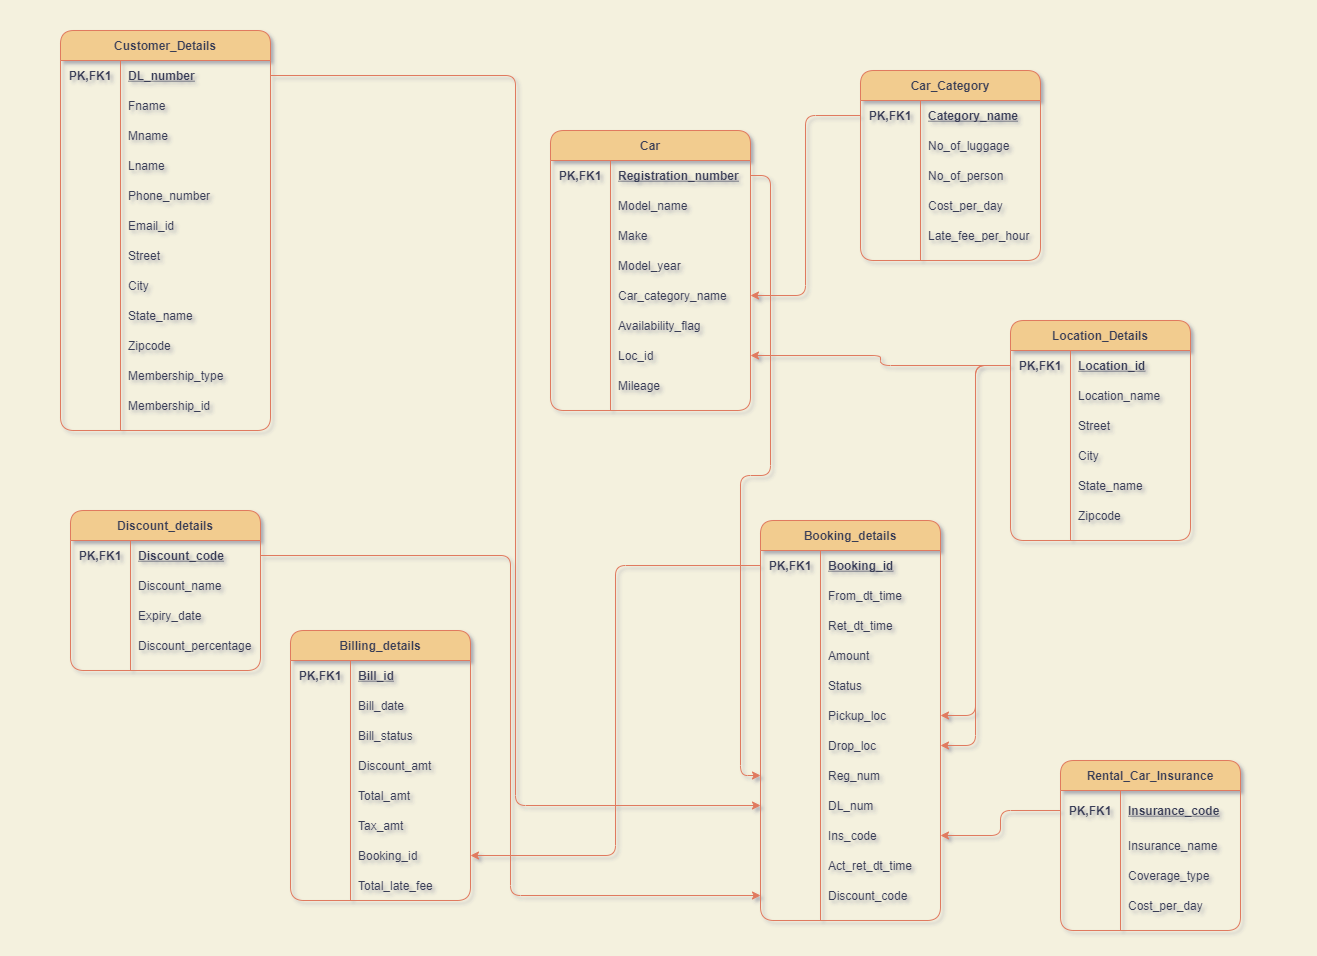 Customer_Details
PK,FK1 DL_number
Fname
Mname
Lname
Phone_number
Email_id
Street
City
State_name
Zipcode
Membership_type
Membership_id
Car
PK,FK1 Registration_number
Model_name
Make
Model_year
Car_category_name
Availability_flag
Loc_id
Mileage
Car_Category
PK,FK1 Category_name
No_of_luggage
No_of_person
Cost_per_day
Late_fee_per_hour
Location_Details
PK,FK1 Location_id
Location_name
Street
City
State_name
Zipcode
Discount_details
PK,FK1 Discount_code
Discount_name
Expiry_date
Discount_percentage
Billing_details
PK,FK1 Bill_id
Bill_date
Bill_status
Discount_amt
Total_amt
Tax_amt
Booking_id
Total_late_fee
Booking_details
PK,FK1 Booking_id
From_dt_time
Ret_dt_time
Amount
Status
Pickup_loc
Drop_loc
Reg_num
DL_num
Ins_code
Act_ret_dt_time
Discount_code
Rental_Car_Insurance
PK,FK1 Insurance_code
Insurance_name
Coverage_type
Cost_per_day